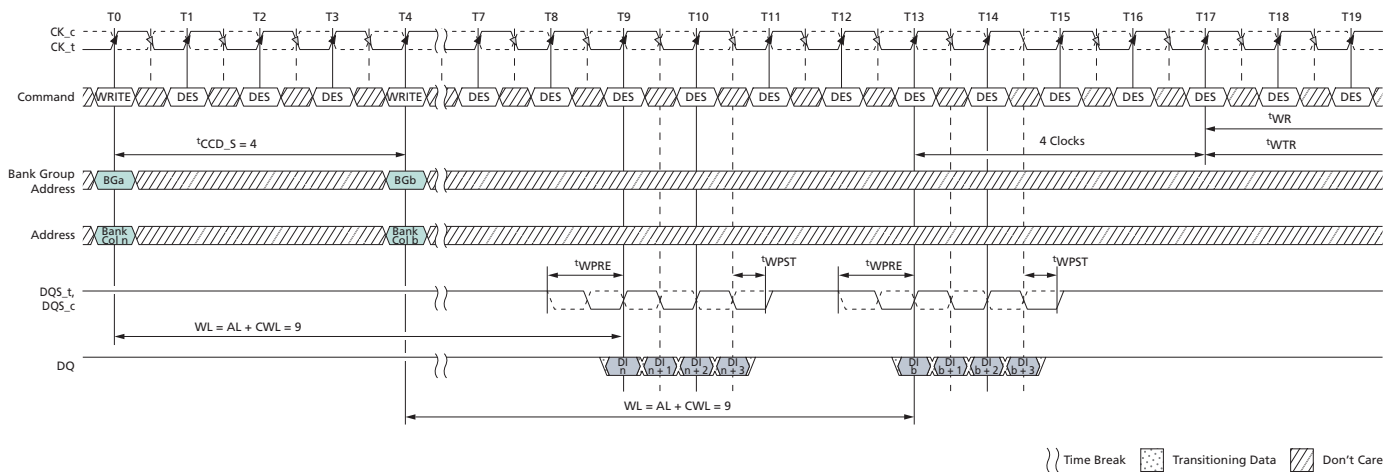 T0 T1 T2 T3 T4 T7 T8 T9 T10 T11 T12 T13 T14 T15 T16 T17 T18 T19
CK_c
CK_t
Command WRITE DES DES DES WRITE DES DES DES DES DES DES DES DES DES DES DES DES DES
tWR
tCCD_S = 4 4 Clocks tWTR
Bank Group
Address BGa BGb
Address Bank
Col n Bank
Col b
tWPRE tWPST tWPRE tWPST
DQS_t,
DQS_c
WL = AL + CWL = 9
DQ DI
n DI
n + 1 DI
n + 2 DI
n + 3 DI
b DI
b + 1 DI
b + 2 DI
b + 3
WL = AL + CWL = 9
Time Break Transitioning Data Don't Care